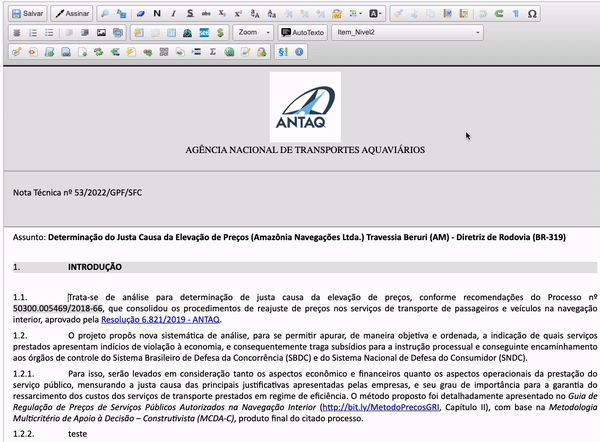 Salvar Assinar N I S abc X₂ X² A
Zoom AutoTexto Item_Nivel2
ANTAQ
AGÊNCIA NACIONAL DE TRANSPORTES AQUAVIÁRIOS
Nota Técnica nº 53/2022/GPF/SFC
Assunto: Determinação do Justa Causa da Elevação de Preços (Amazônia Navegações Ltda.) Travessia Beruri (AM) - Diretriz de Rodovia (BR-319)
1. INTRODUÇÃO
1.1. Trata-se de análise para determinação de justa causa da elevação de preços, conforme recomendações do Processo nº
50300.005469/2018-66, que consolidou os procedimentos de reajuste de preços nos serviços de transporte de passageiros e veículos na navegação
interior, aprovado pela Resolução 6.821/2019 - ANTAQ.
1.2. O projeto propôs nova sistemática de análise, para se permitir apurar, de maneira objetiva e ordenada, a indicação de quais serviços
prestados apresentam indícios de violação à economia, e consequentemente traga subsídios para a instrução processual e conseguinte encaminhamento
aos órgãos de controle do Sistema Brasileiro de Defesa da Concorrência (SBDC) e do Sistema Nacional de Defesa do Consumidor (SNDC).
1.2.1. Para isso, serão levados em consideração tanto os aspectos econômico e financeiros quanto os aspectos operacionais da prestação do
serviço público, mensurando a justa causa das principais justificativas apresentadas pelas empresas, e seu grau de importância para a garantia do
ressarcimento dos custos dos serviços de transporte prestados em regime de eficiência. O método proposto foi detalhadamente apresentado no Guia de
Regulação de Preços de Serviços Públicos Autorizados na Navegação Interior (http://bit.ly/MetodoPrecosGRI, Capítulo II), com base na Metodologia
Multicritério de Apoio à Decisão – Construtivista (MCDA-C), produto final do citado processo.
1.2.2. teste